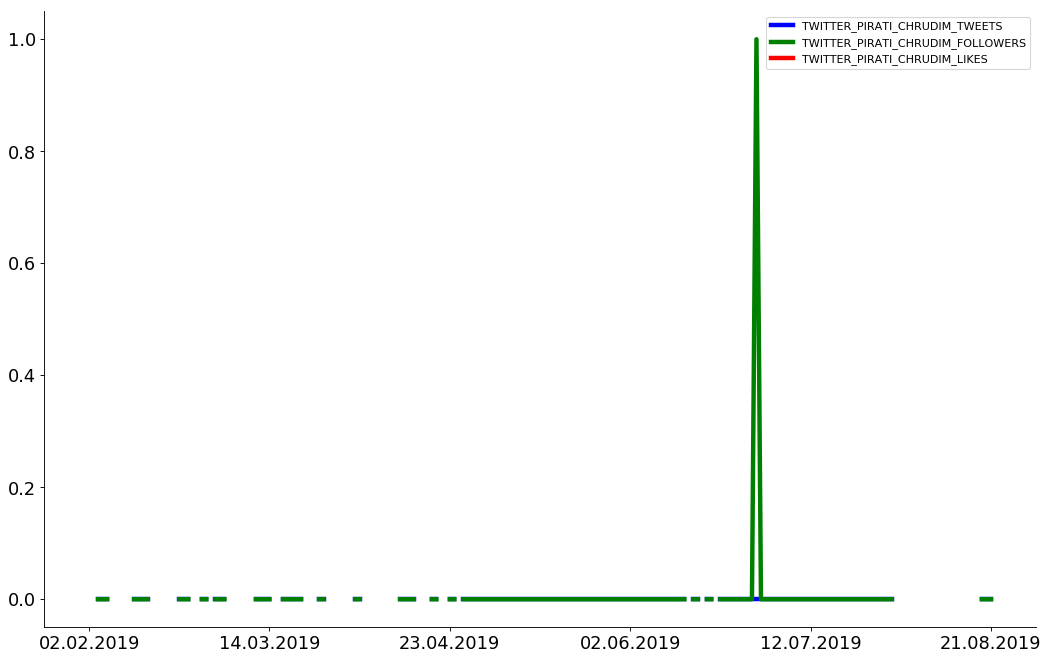 TWITTER_PIRATI_CHRUDIM_TWEETS
TWITTER_PIRATI_CHRUDIM_FOLLOWERS
TWITTER_PIRATI_CHRUDIM_LIKES
1.0
0.8
0.6
0.4
0.2
0.0
02.02.2019 14.03.2019 23.04.2019 02.06.2019 12.07.2019 21.08.2019